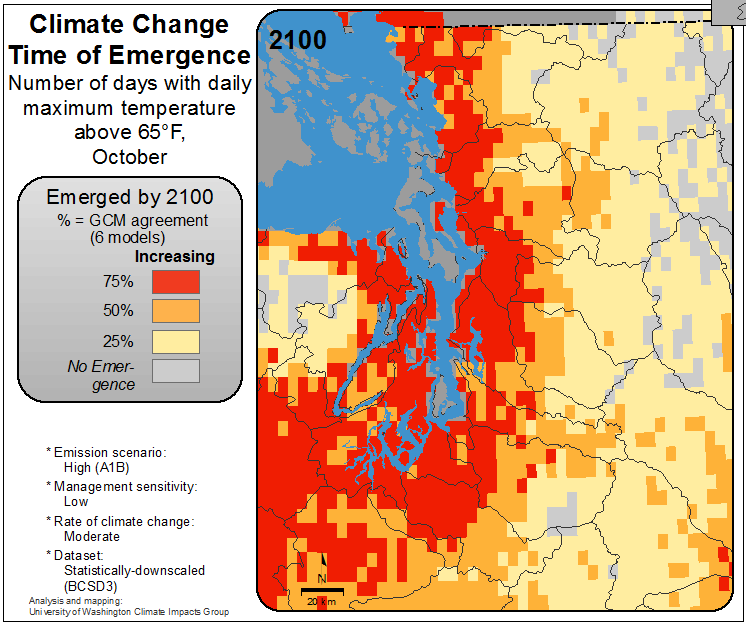 Climate Change
Time of Emergence
Number of days with daily
maximum temperature
above 65°F,
October
Emerged by 2100
% = GCM agreement
(6 models)
Increasing
75%
50%
25%
No Emer-
gence
* Emission scenario:
High (A1B)
* Management sensitivity:
Low
* Rate of climate change:
Moderate
* Dataset:
Statistically-downscaled
(BCSD3)
Analysis and mapping:
University of Washington Climate Impacts Group
2100
N
20 km